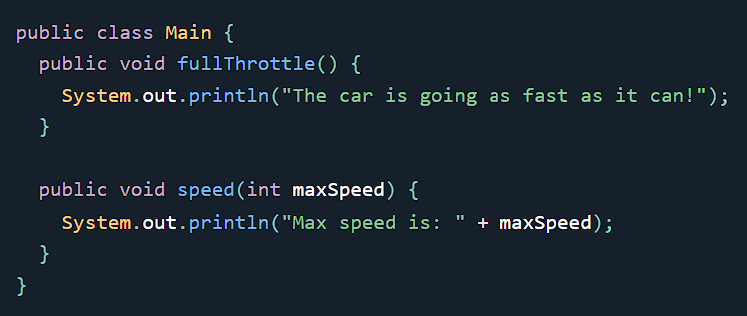 public class Main {
  public void fullThrottle() {
    System.out.println("The car is going as fast as it can!");
  }

  public void speed(int maxSpeed) {
    System.out.println("Max speed is: " + maxSpeed);
  }
}